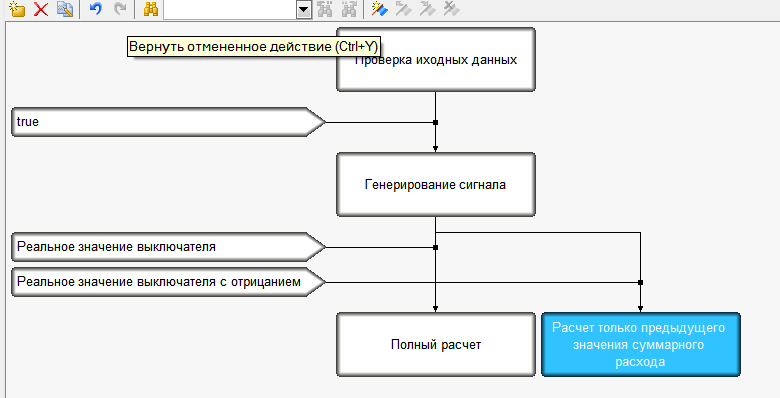 Вернуть отмененное действие (Ctrl+Y)
Проверка иходных данных
true
Генерирование сигнала
Реальное значение выключателя
Реальное значение выключателя с отрицанием
Полный расчет
Расчет только предыдущего
значения суммарного
расхода